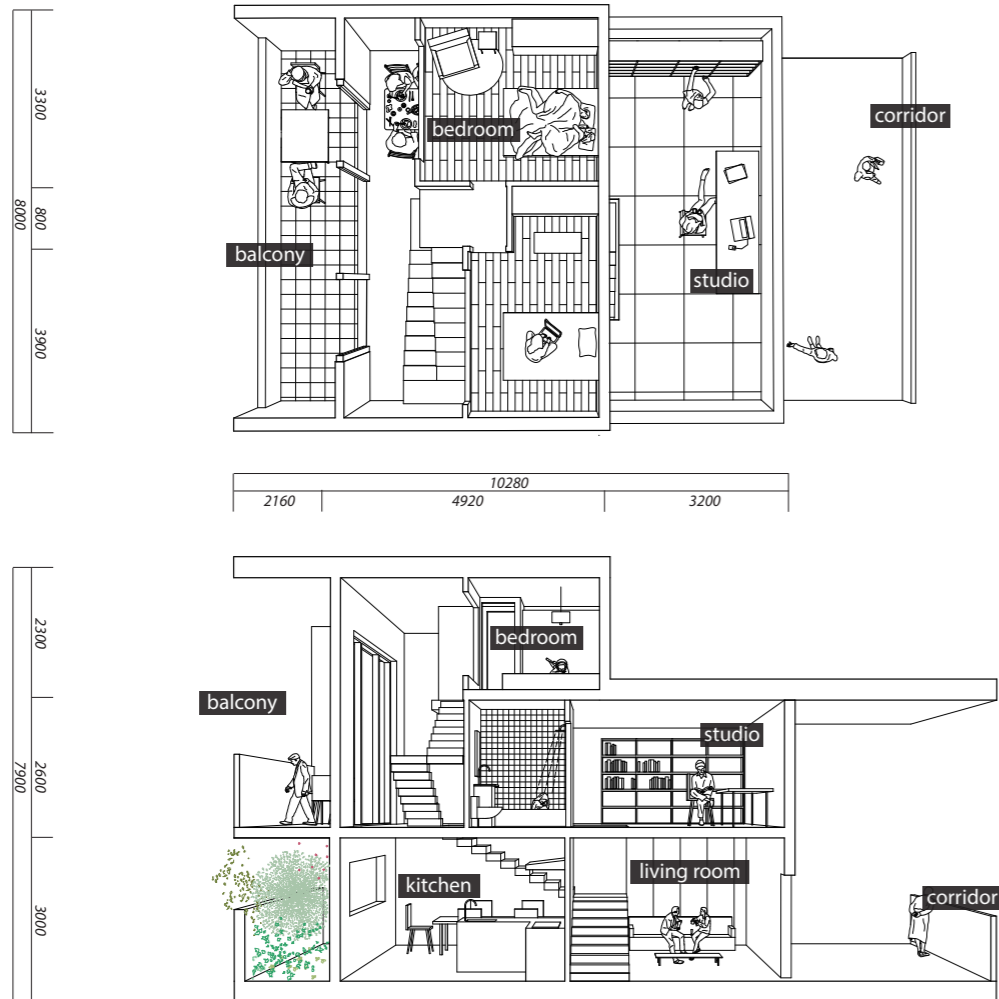 3300
800
8000
3900
bedroom
corridor
balcony
studio
10280
2160
4920
3200
2300
2600
7900
3000
bedroom
balcony
studio
kitchen
living room
corridor